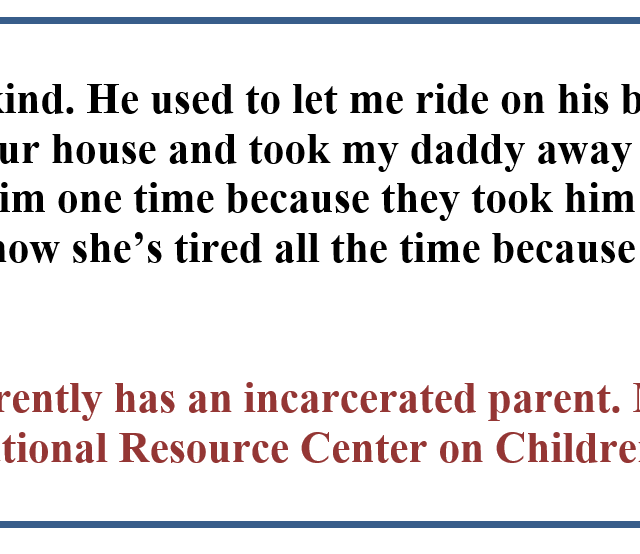 kind. He used to let me ride on his b
ur house and took my daddy away
im one time because they took him
now she’s tired all the time because
rently has an incarcerated parent.
tional Resource Center on Childre